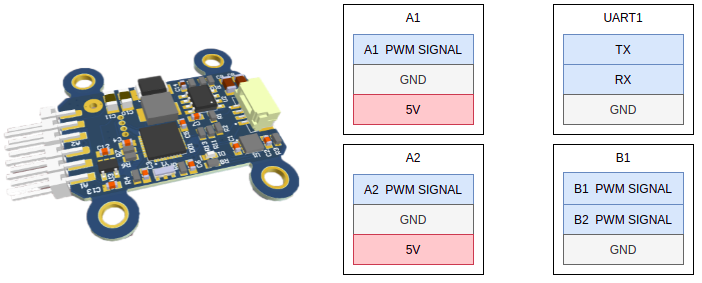 A1
A1 PWM SIGNAL
GND
5V
UART1
TX
RX
GND
A2
A2 PWM SIGNAL
GND
5V
B1
B1 PWM SIGNAL
B2 PWM SIGNAL
GND